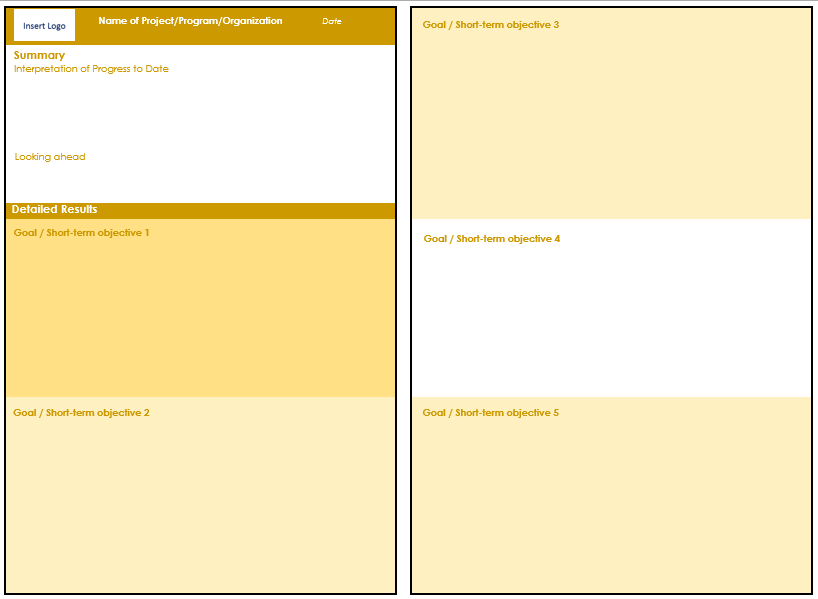 Insert Logo
Name of Project/Program/Organization
Date
Summary
Interpretation of Progress to Date
Looking ahead
Detailed Results
Goal / Short-term objective 1
Goal / Short-term objective 2
Goal / Short-term objective 3
Goal / Short-term objective 4
Goal / Short-term objective 5